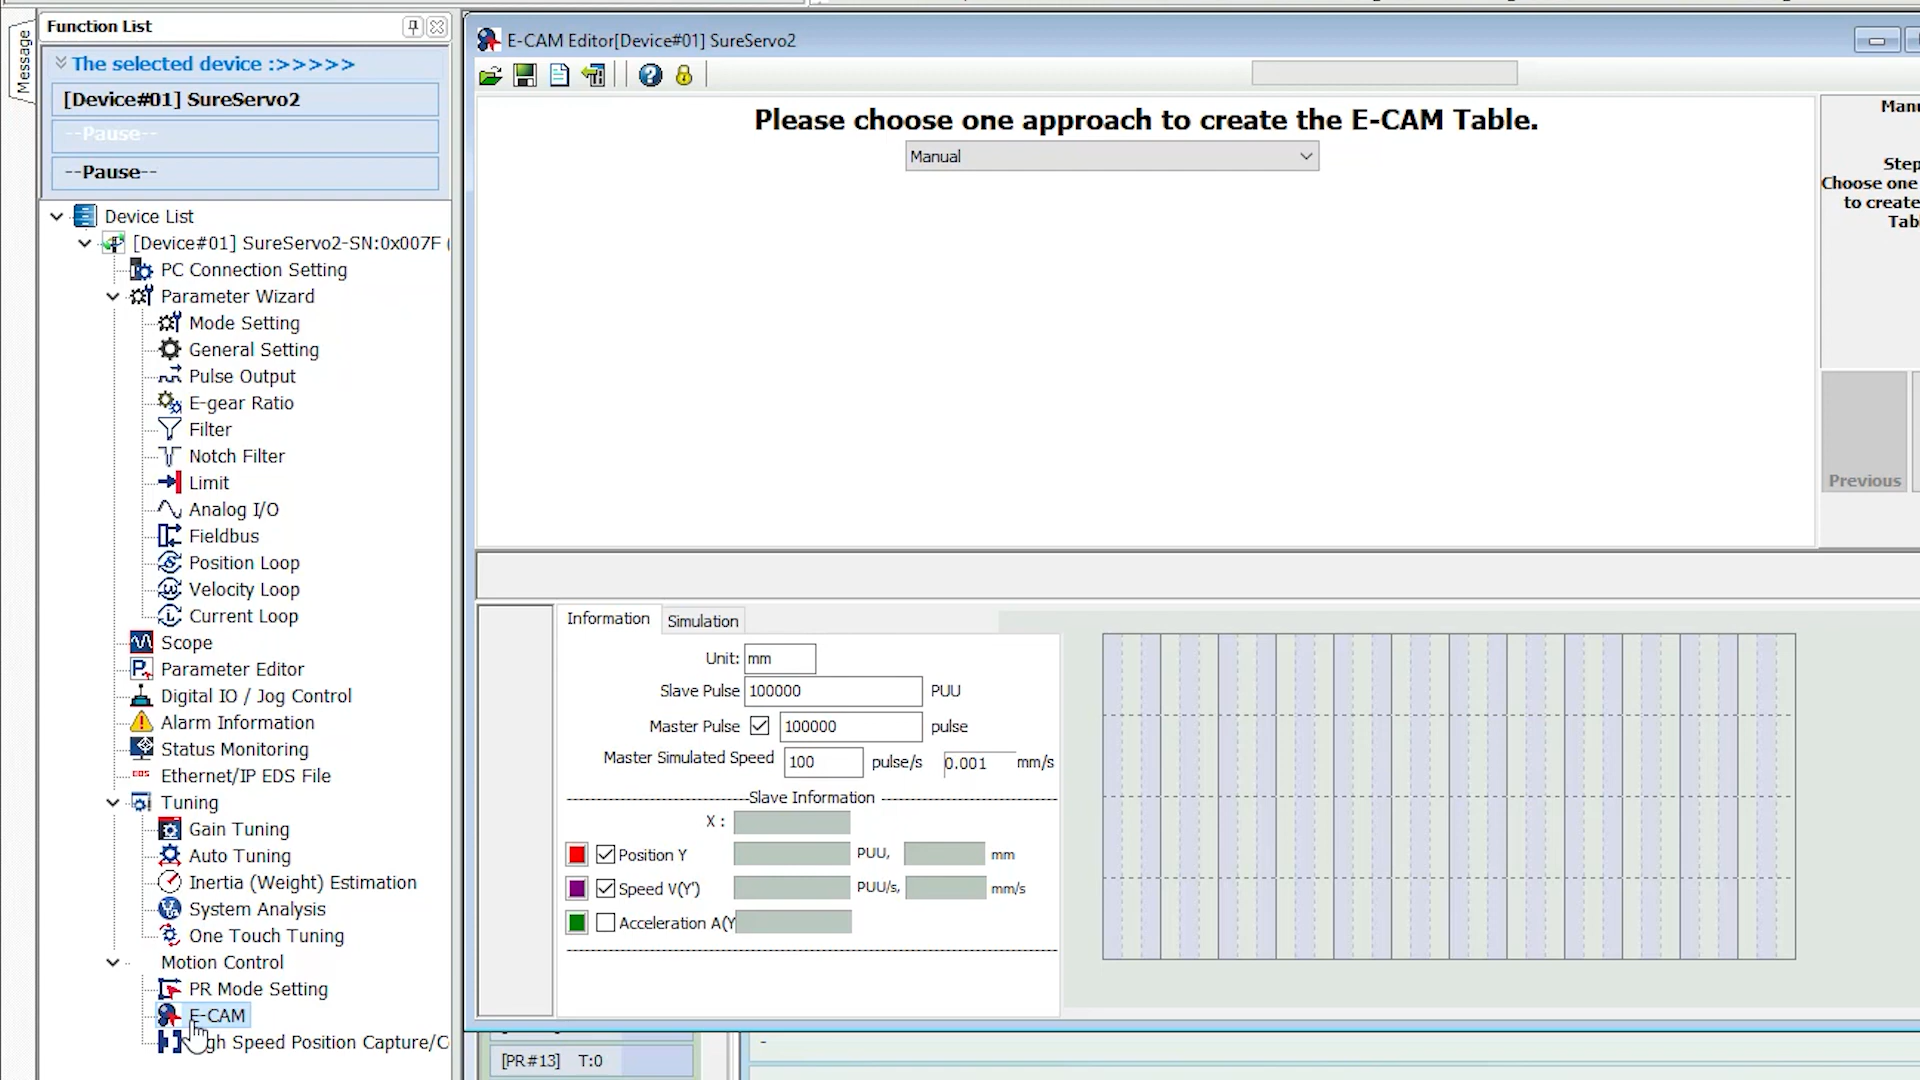 Message
Function List
The selected device :>>>>>
[Device#01] SureServo2
--Pause--
--Pause--
Device List
[Device#01] SureServo2-SN:0x007F (
PC Connection Setting
Parameter Wizard
Mode Setting
General Setting
Pulse Output
E-gear Ratio
Filter
Notch Filter
Limit
Analog I/O
Fieldbus
Position Loop
Velocity Loop
Current Loop
Scope
Parameter Editor
Digital IO / Jog Control
Alarm Information
Status Monitoring
EDS Ethernet/IP EDS File
Tuning
Gain Tuning
Auto Tuning
Inertia (Weight) Estimation
System Analysis
One Touch Tuning
Motion Control
PR Mode Setting
E-CAM
gh Speed Position Capture/C
E-CAM Editor[Device#01] SureServo2
Please choose one approach to create the E-CAM Table.
Manual
Manu
Step
Choose one
to create
Tabl
Previous
Information
Simulation
Unit: mm
Slave Pulse 100000 PUU
Master Pulse 100000 pulse
Master Simulated Speed 100 pulse/s 0.001 mm/s
Slave Information
X :
Position Y PUU, mm
Speed V(Y') PUU/s, mm/s
Acceleration A(Y
[PR#13] T:0
-